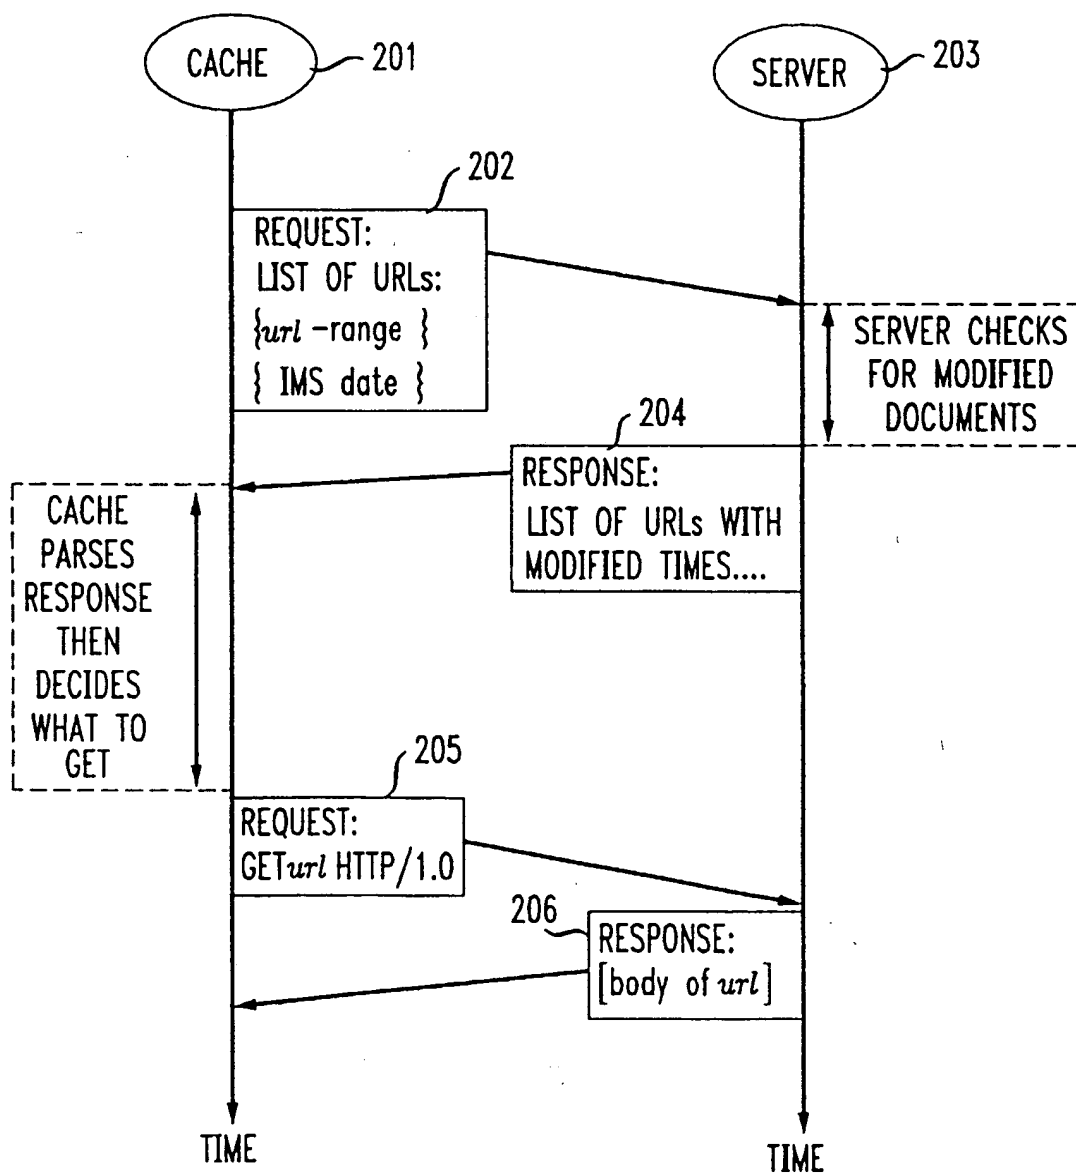 CACHE
201
SERVER
203
202
REQUEST:
LIST OF URLs:
{url -range }
{ IMS date }
SERVER CHECKS
FOR MODIFIED
DOCUMENTS
204
RESPONSE:
LIST OF URLs WITH
MODIFIED TIMES....
CACHE
PARSES
RESPONSE
THEN
DECIDES
WHAT TO
GET
205
REQUEST:
GET url HTTP/1.0
206
RESPONSE:
[body of url]
TIME
TIME